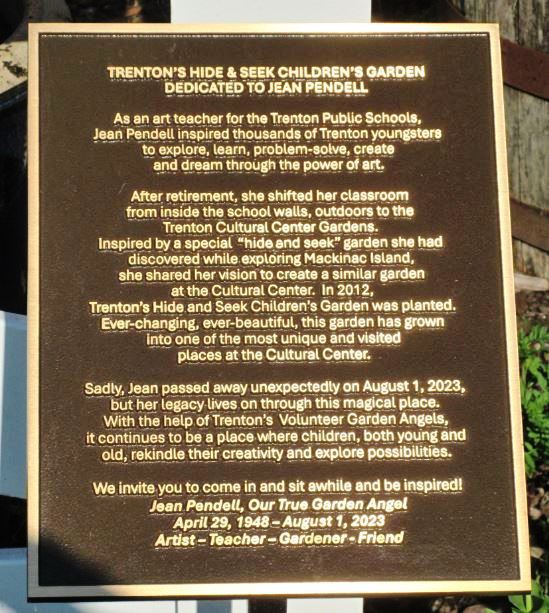 TRENTON'S HIDE & SEEK CHILDREN'S GARDEN
DEDICATED TO JEAN PENDELL
As an art teacher for the Trenton Public Schools,
Jean Pendell inspired thousands of Trenton youngsters
to explore, learn, problem-solve, create
and dream through the power of art.
After retirement, she shifted her classroom
from inside the school walls, outdoors to the
Trenton Cultural Center Gardens.
Inspired by a special "hide and seek" garden she had
discovered while exploring Mackinac Island,
she shared her vision to create a similar garden
at the Cultural Center. In 2012,
Trenton's Hide and Seek Children's Garden was planted.
Ever-changing, ever-beautiful, this garden has grown
into one of the most unique and visited
places at the Cultural Center.
Sadly, Jean passed away unexpectedly on August 1, 2023,
but her legacy lives on through this magical place.
With the help of Trenton's Volunteer Garden Angels,
it continues to be a place where children, both young and
old, rekindle their creativity and explore possibilities.
We invite you to come in and sit awhile and be inspired!
Jean Pendell, Our True Garden Angel
April 29, 1948 – August 1, 2023
Artist – Teacher – Gardener - Friend